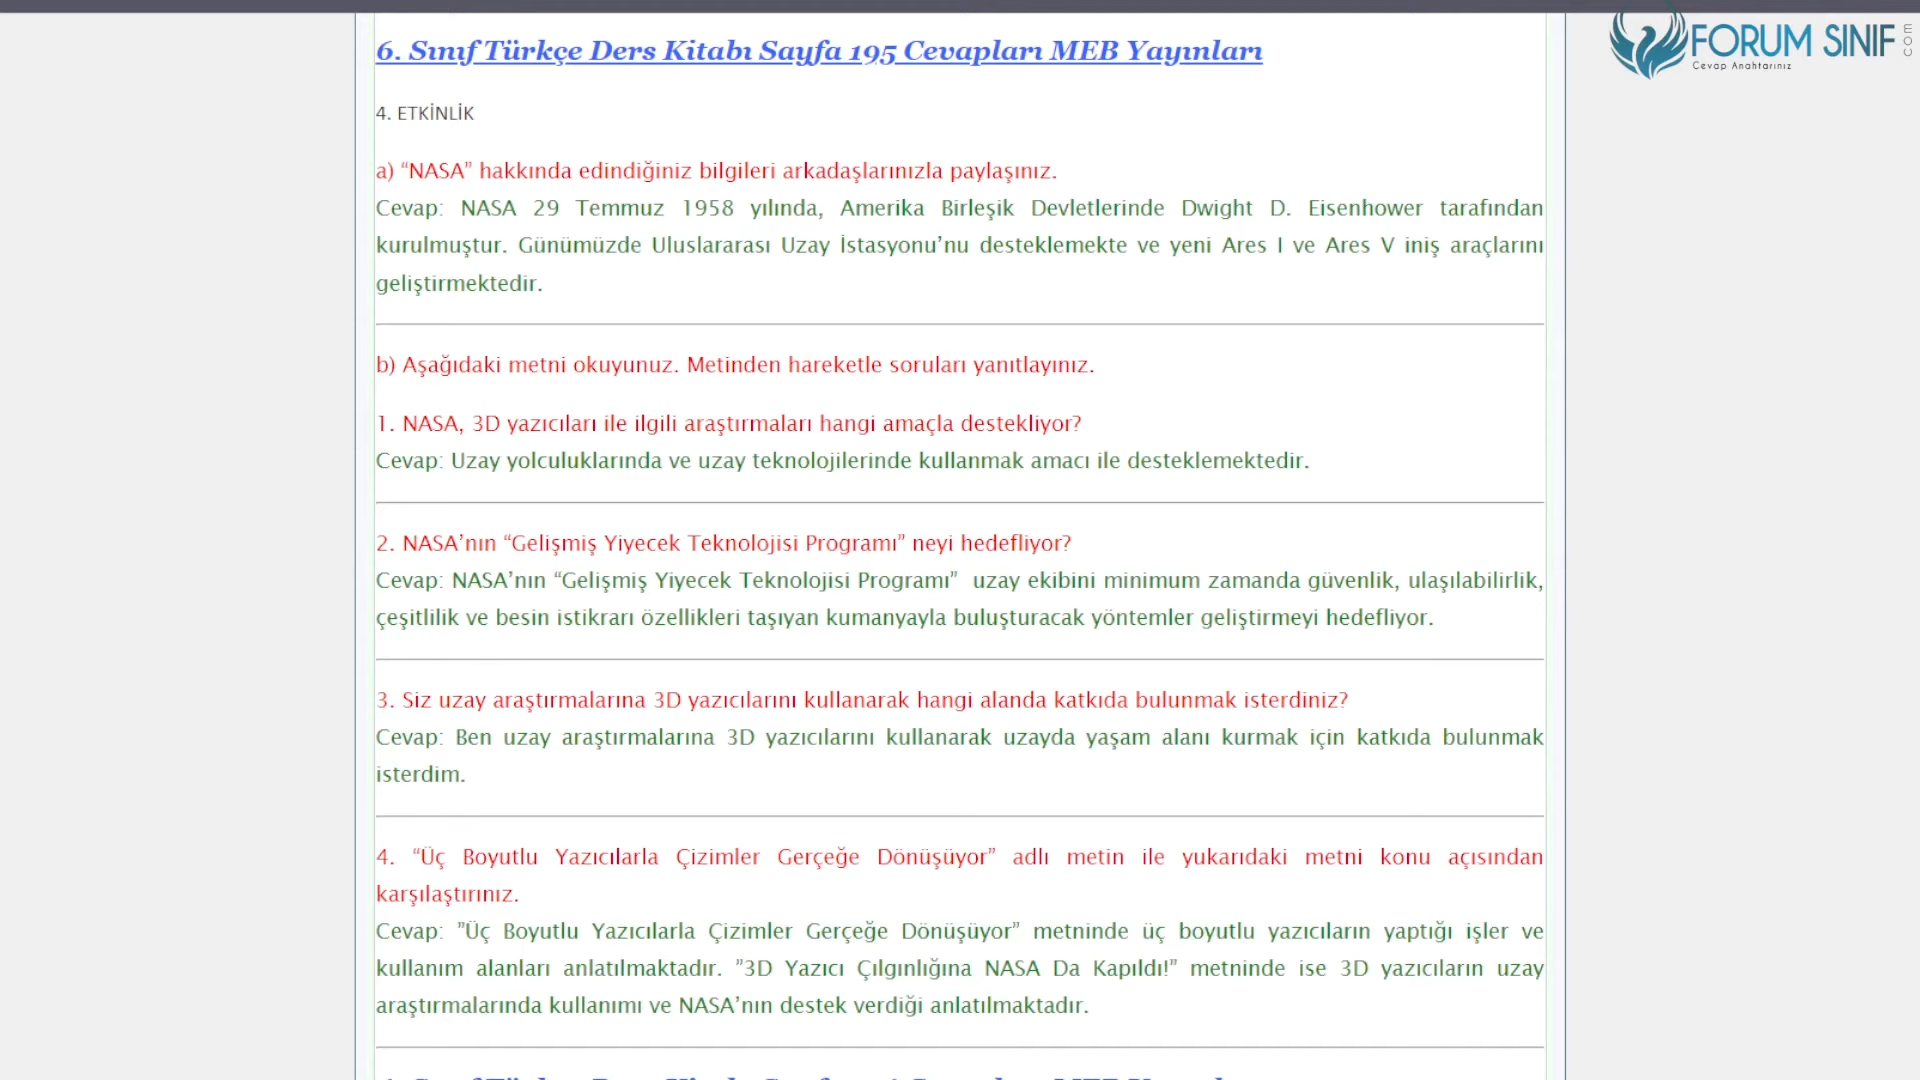 6. Sınıf Türkçe Ders Kitabı Sayfa 195 Cevapları MEB Yayınları
FORUM SINIF
.com
Cevap Anahtarınız
4. ETKİNLİK
a) “NASA” hakkında edindiğiniz bilgileri arkadaşlarınızla paylaşınız.
Cevap: NASA 29 Temmuz 1958 yılında, Amerika Birleşik Devletlerinde Dwight D. Eisenhower tarafından
kurulmuştur. Günümüzde Uluslararası Uzay İstasyonu’nu desteklemekte ve yeni Ares I ve Ares V iniş araçlarını
geliştirmektedir.
b) Aşağıdaki metni okuyunuz. Metinden hareketle soruları yanıtlayınız.
1. NASA, 3D yazıcıları ile ilgili araştırmaları hangi amaçla destekliyor?
Cevap: Uzay yolculuklarında ve uzay teknolojilerinde kullanmak amacı ile desteklemektedir.
2. NASA’nın “Gelişmiş Yiyecek Teknolojisi Programı” neyi hedefliyor?
Cevap: NASA’nın “Gelişmiş Yiyecek Teknolojisi Programı” uzay ekibini minimum zamanda güvenlik, ulaşılabilirlik,
çeşitlilik ve besin istikrarı özellikleri taşıyan kumanyayla buluşturacak yöntemler geliştirmeyi hedefliyor.
3. Siz uzay araştırmalarına 3D yazıcılarını kullanarak hangi alanda katkıda bulunmak isterdiniz?
Cevap: Ben uzay araştırmalarına 3D yazıcılarını kullanarak uzayda yaşam alanı kurmak için katkıda bulunmak
isterdim.
4. “Üç Boyutlu Yazıcılarla Çizimler Gerçeğe Dönüşüyor” adlı metin ile yukarıdaki metni konu açısından
karşılaştırınız.
Cevap: ”Üç Boyutlu Yazıcılarla Çizimler Gerçeğe Dönüşüyor” metninde üç boyutlu yazıcıların yaptığı işler ve
kullanım alanları anlatılmaktadır. ”3D Yazıcı Çılgınlığına NASA Da Kapıldı!” metninde ise 3D yazıcıların uzay
araştırmalarında kullanımı ve NASA’nın destek verdiği anlatılmaktadır.